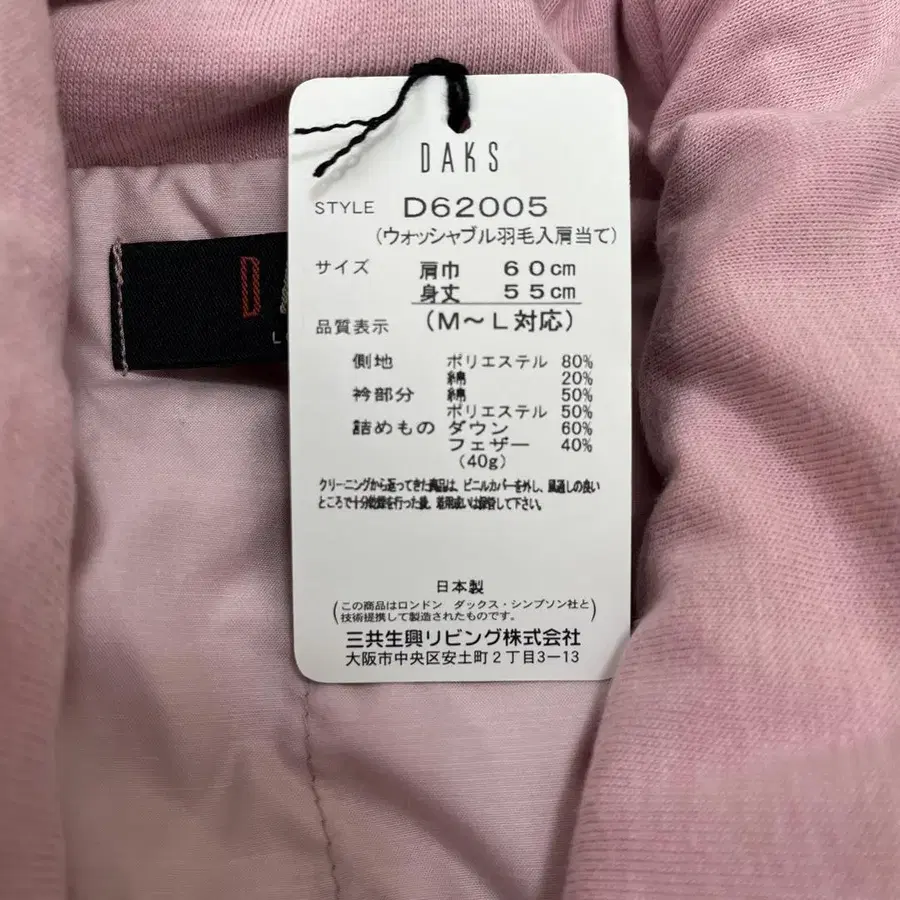 DAKS
STYLE D62005
(ウォッシャブル羽毛入肩当て)
サイズ 肩巾 60cm
身丈 55cm
品質表示 (M～L対応)
側地 ポリエステル 80%
綿 20%
衿部分 綿 50%
ポリエステル 50%
詰めもの ダウン 60%
フェザー 40%
(40g)
クリーニングから返ってきた商品は、ビニルカバーを外し、風通しの良い
ところで十分乾燥を行った後、着用或いは保管して下さい。
日本製
(この商品はロンドン ダックス・シンプソン社と
技術提携して製造されたものです。)
三共生興リビング株式会社
大阪市中央区安土町2丁目3-13
D
L